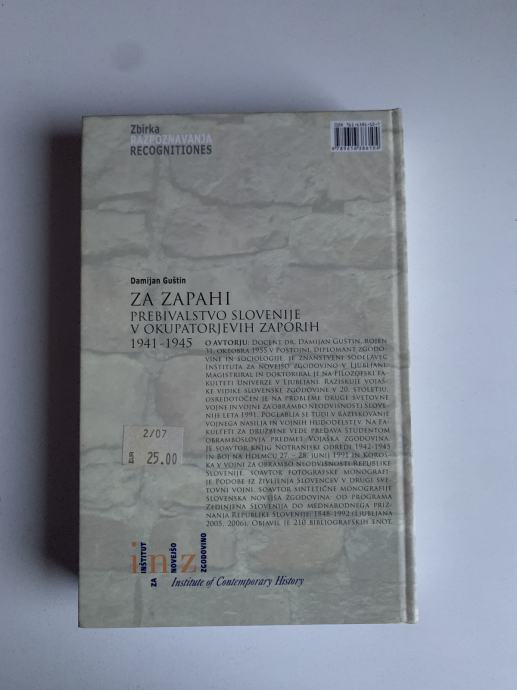 Zbirka
RAZPOZNAVANJA
RECOGNITIONES
Damijan Guštin
ZA ZAPAHI
PREBIVALSTVO SLOVENIJE
V OKUPATORJEVIH ZAPORIH
1941-1945
O AVTORJU: DOCENT DR. DAMIJAN GUŠTIN, ROJEN
31. OKTOBRA 1955 V POSTOJNI, DIPLOMANT ZGODO-
VINE IN SOCIOLOGIJE, JE ZNANSTVENI SODELAVEC
INŠTITUTA ZA NOVEJŠO ZGODOVINO V LJUBLJANI.
MAGISTRIRAL IN DOKTORIRAL JE NA FILOZOFSKI FA-
KULTETI UNIVERZE V LJUBLJANI. RAZISKUJE VOJAŠ-
KE VIDIKE SLOVENSKE ZGODOVINE V 20. STOLETJU,
OSREDOTOČEN JE NA PROBLEME DRUGE SVETOVNE
VOJNE IN VOJNE ZA OBRAMBO NEODVISNOSTI SLOVE-
NIJE LETA 1991. POGLABLJA SE TUDI V RAZISKOVANJE
VOJNEGA NASILJA IN VOJNIH HUDODELSTEV. NA FA-
KULTETI ZA DRUŽBENE VEDE PREDAVA ŠTUDENTOM
OBRAMBOSLOVJA PREDMET VOJAŠKA ZGODOVINA.
JE SOAVTOR KNJIG NOTRANJSKI ODRED 1942-1945
IN BOJ NA HOLMCU 27. - 28. JUNIJ 1991 IN KOROŠ-
KA V VOJNI ZA OBRAMBO NEODVISNOSTI REPUBLIKE
SLOVENIJE, SOAVTOR FOTOGRAFSKE MONOGRAFI-
JE PODOBE IZ ŽIVLJENJA SLOVENCEV V DRUGI SVE-
TOVNI VOJNI, SOAVTOR SINTETIČNE MONOGRAFIJE
SLOVENSKA NOVEJŠA ZGODOVINA: OD PROGRAMA
ZEDINJENA SLOVENIJA DO MEDNARODNEGA PRIZ-
NANJA REPUBLIKE SLOVENIJE, 1848-1992 (LJUBLJANA
2005, 2006). OBJAVIL JE 210 BIBLIOGRAFSKIH ENOT.
2/07
EUR 25.00
inz
INŠTITUT
ZA
NOVEJŠO
ZGODOVINO
Institute of Contemporary History